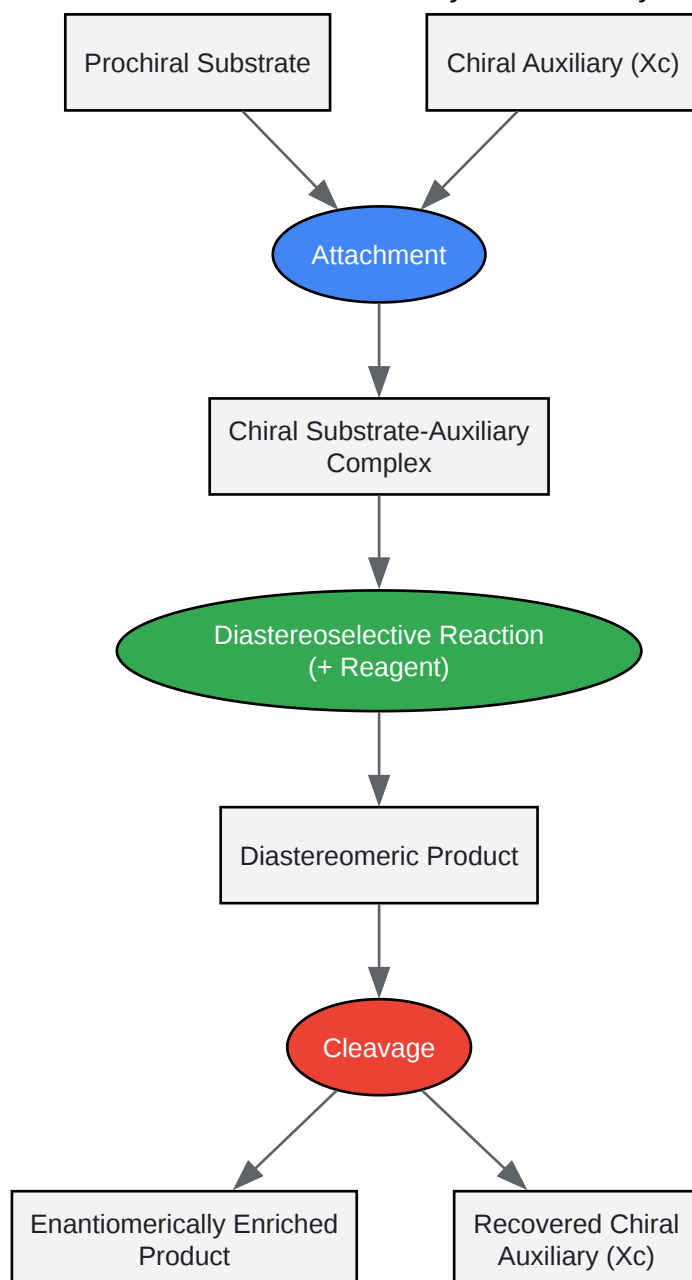 Prochiral Substrate
Chiral Auxiliary (Xc)
Attachment
Chiral Substrate-Auxiliary
Complex
Diastereoselective Reaction
(+ Reagent)
Diastereomeric Product
Cleavage
Enantiomerically Enriched
Product
Recovered Chiral
Auxiliary (Xc)